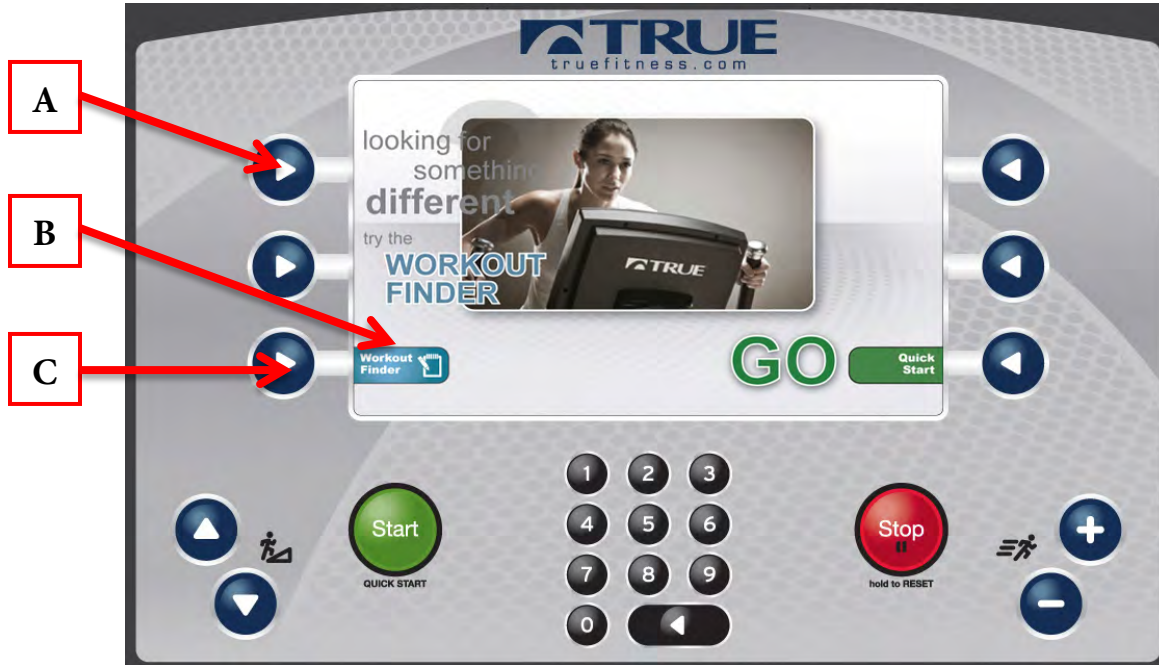 TRUE
truefitness.com
A
looking for
something
different
try the
WORKOUT
FINDER
TRUE
B
C
Workout
Finder
GO
Quick
Start
1 2 3
4 5 6
7 8 9
0
Start
QUICK START
Stop
hold to RESET